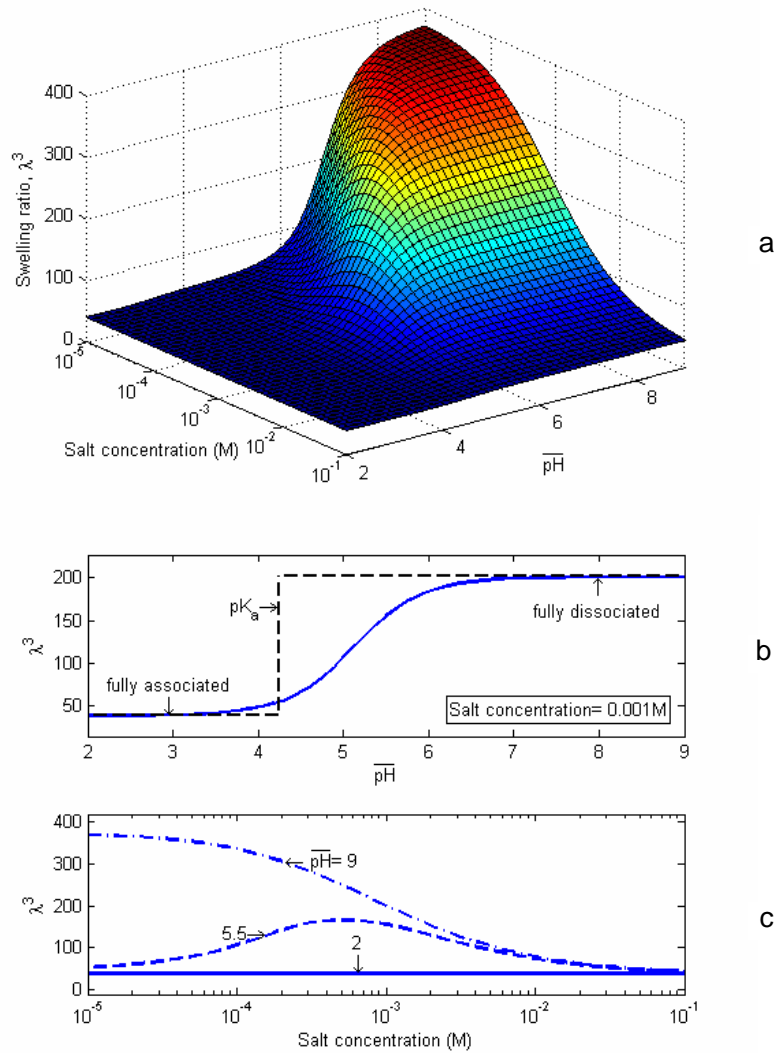 400
300
200
100
0
Swelling ratio, λ³
10⁻⁵
10⁻⁴
10⁻³
10⁻²
10⁻¹
Salt concentration (M)
2
4
6
8
p̅H̅
a
200
150
100
50
λ³
pKₐ→
fully associated
fully dissociated
Salt concentration= 0.001M
2 3 4 5 6 7 8 9
p̅H̅
b
400
300
200
100
0
λ³
← p̅H̅= 9
5.5→
2
10⁻⁵ 10⁻⁴ 10⁻³ 10⁻² 10⁻¹
Salt concentration (M)
c